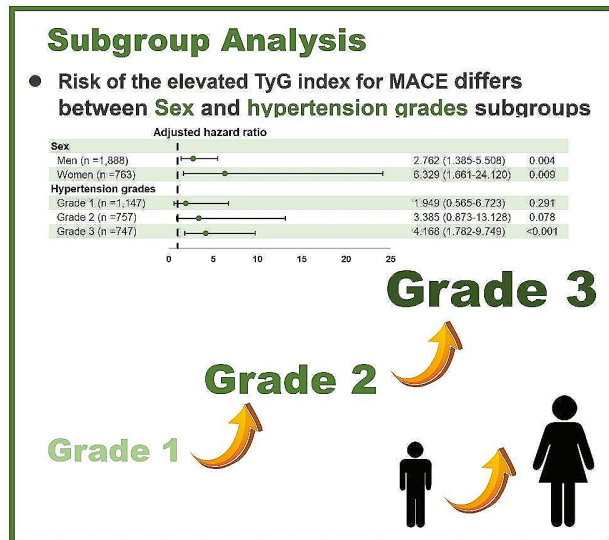 Subgroup Analysis
● Risk of the elevated TyG index for MACE differs
between Sex and hypertension grades subgroups
Adjusted hazard ratio
Sex
Men (n =1,888) 2.762 (1.385-5.508) 0.004
Women (n =763) 6.329 (1.661-24.120) 0.009
Hypertension grades
Grade 1 (n =1,147) 1.949 (0.565-6.723) 0.291
Grade 2 (n =757) 3.385 (0.873-13.128) 0.078
Grade 3 (n =747) 4.168 (1.782-9.749) <0.001
0 5 10 15 20 25
Grade 3
Grade 2
Grade 1